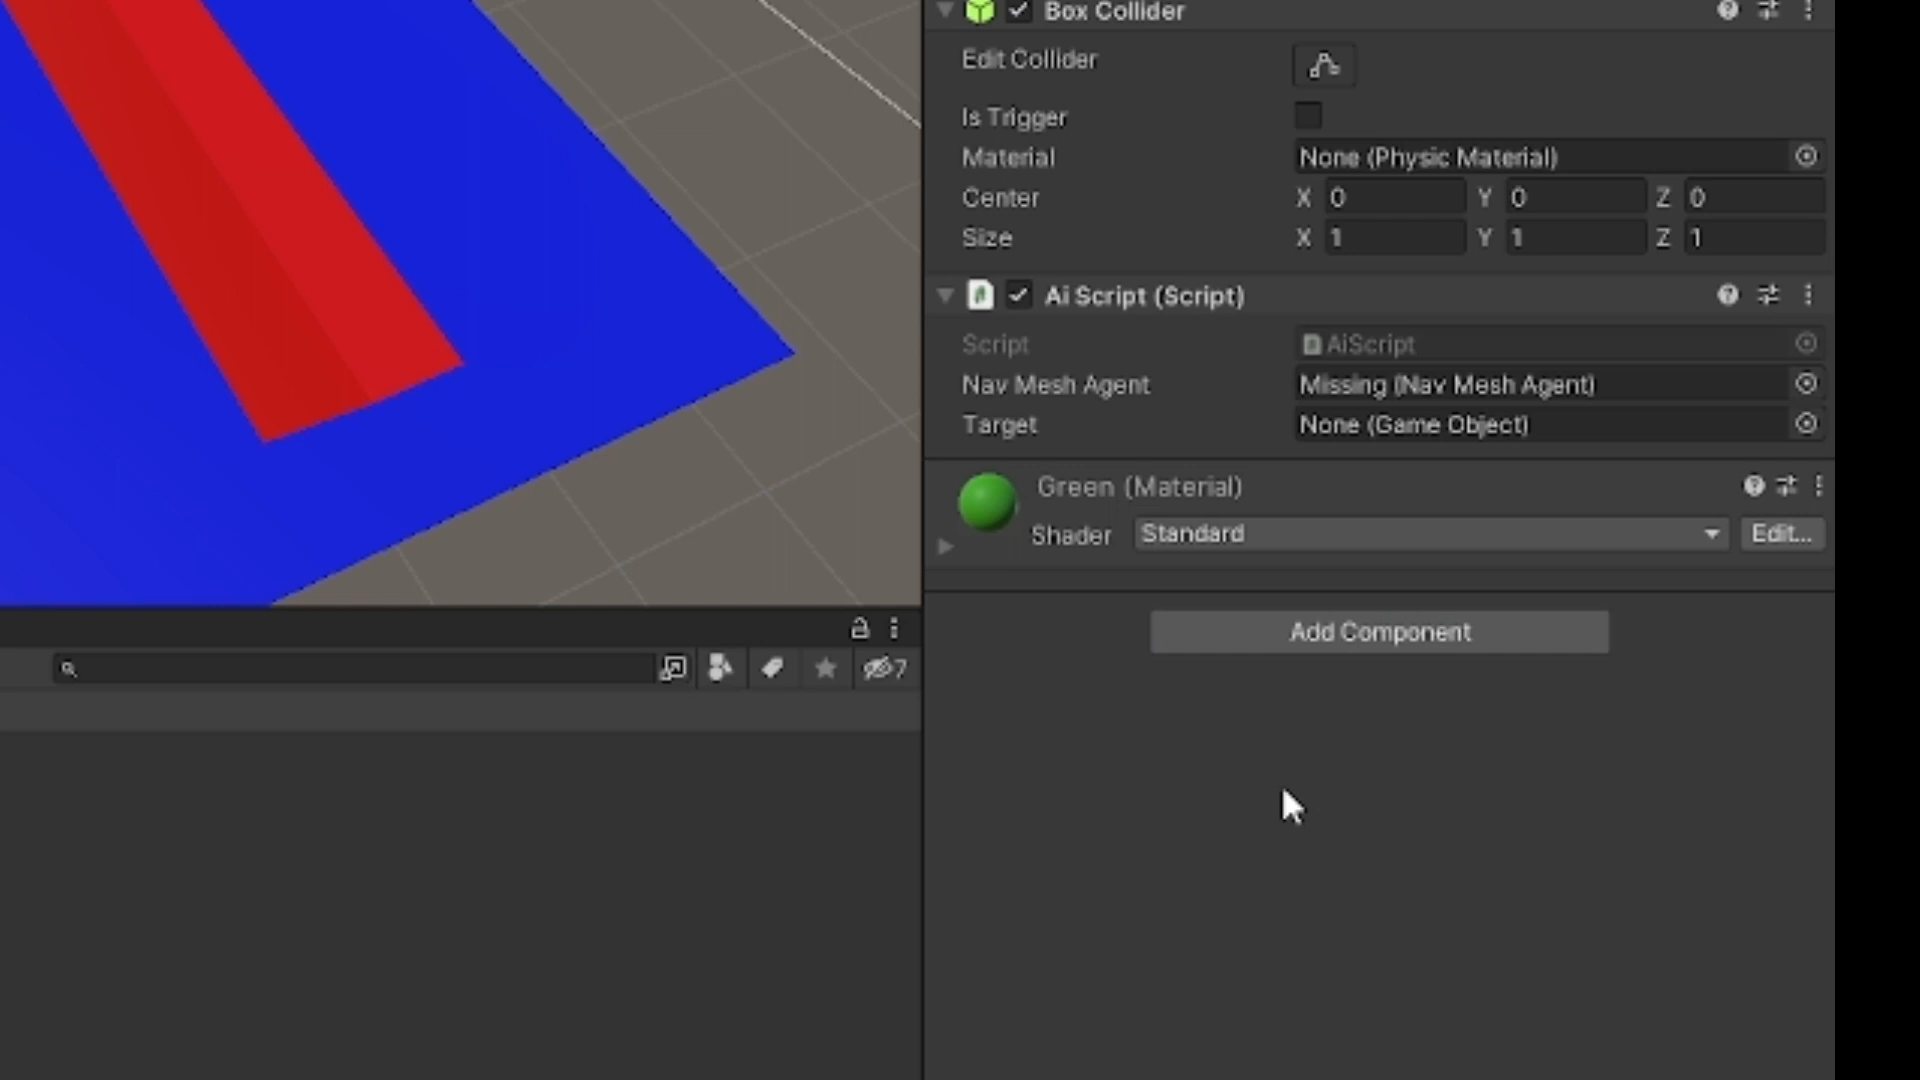 Box Collider
Edit Collider
Is Trigger
Material None (Physic Material)
Center X 0 Y 0 Z 0
Size X 1 Y 1 Z 1
Ai Script (Script)
Script AiScript
Nav Mesh Agent Missing (Nav Mesh Agent)
Target None (Game Object)
Green (Material)
Shader Standard Edit...
Add Component
7